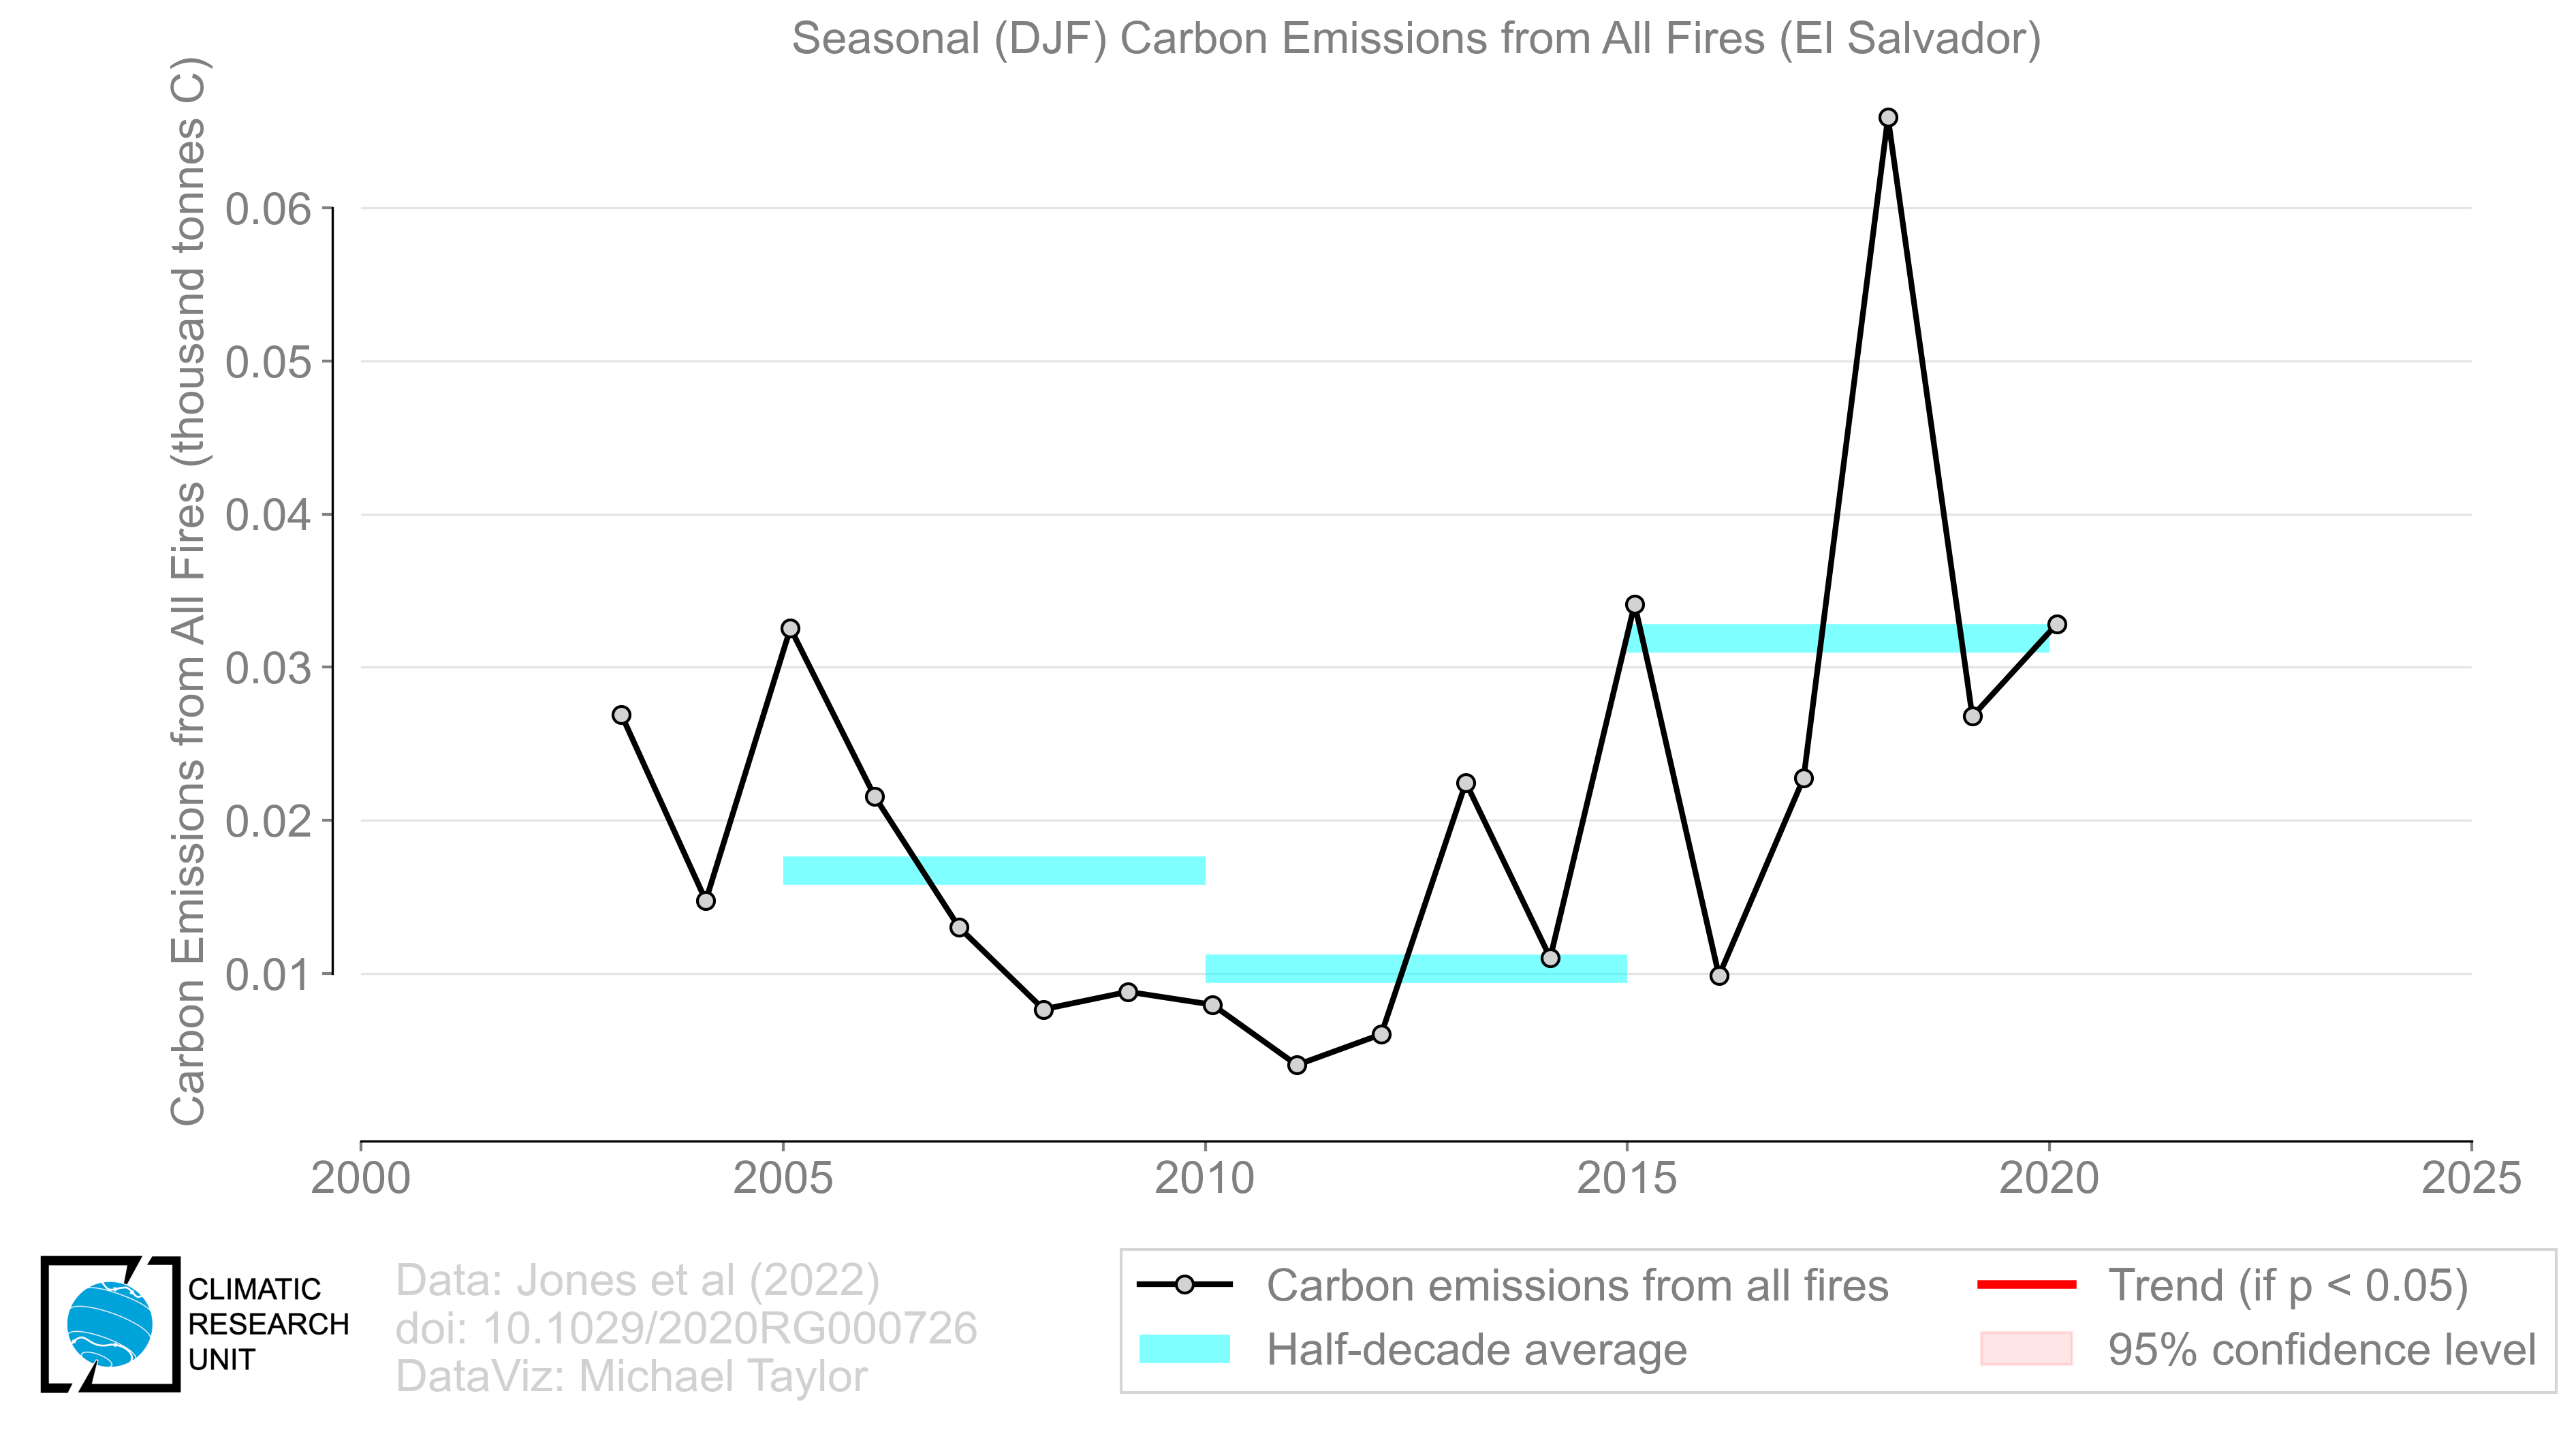 Seasonal (DJF) Carbon Emissions from All Fires (El Salvador)
Carbon Emissions from All Fires (thousand tonnes C)
0.06
0.05
0.04
0.03
0.02
0.01
2000 2005 2010 2015 2020 2025
CLIMATIC
RESEARCH
UNIT
Data: Jones et al (2022)
doi: 10.1029/2020RG000726
DataViz: Michael Taylor
Carbon emissions from all fires
Half-decade average
Trend (if p < 0.05)
95% confidence level